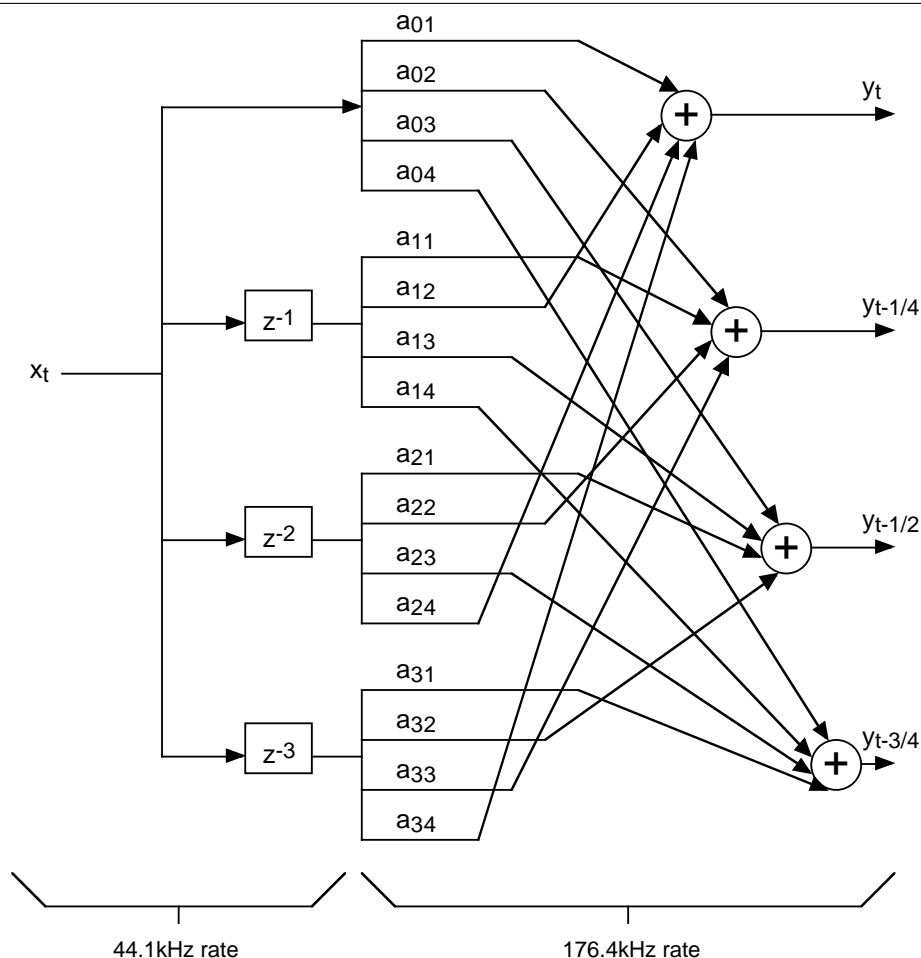 a01
a02
yt
a03
a04
a11
a12
z-1
yt-1/4
a13
xt
a14
a21
a22
z-2
yt-1/2
a23
a24
a31
a32
yt-3/4
z-3
a33
a34
44.1kHz rate
176.4kHz rate